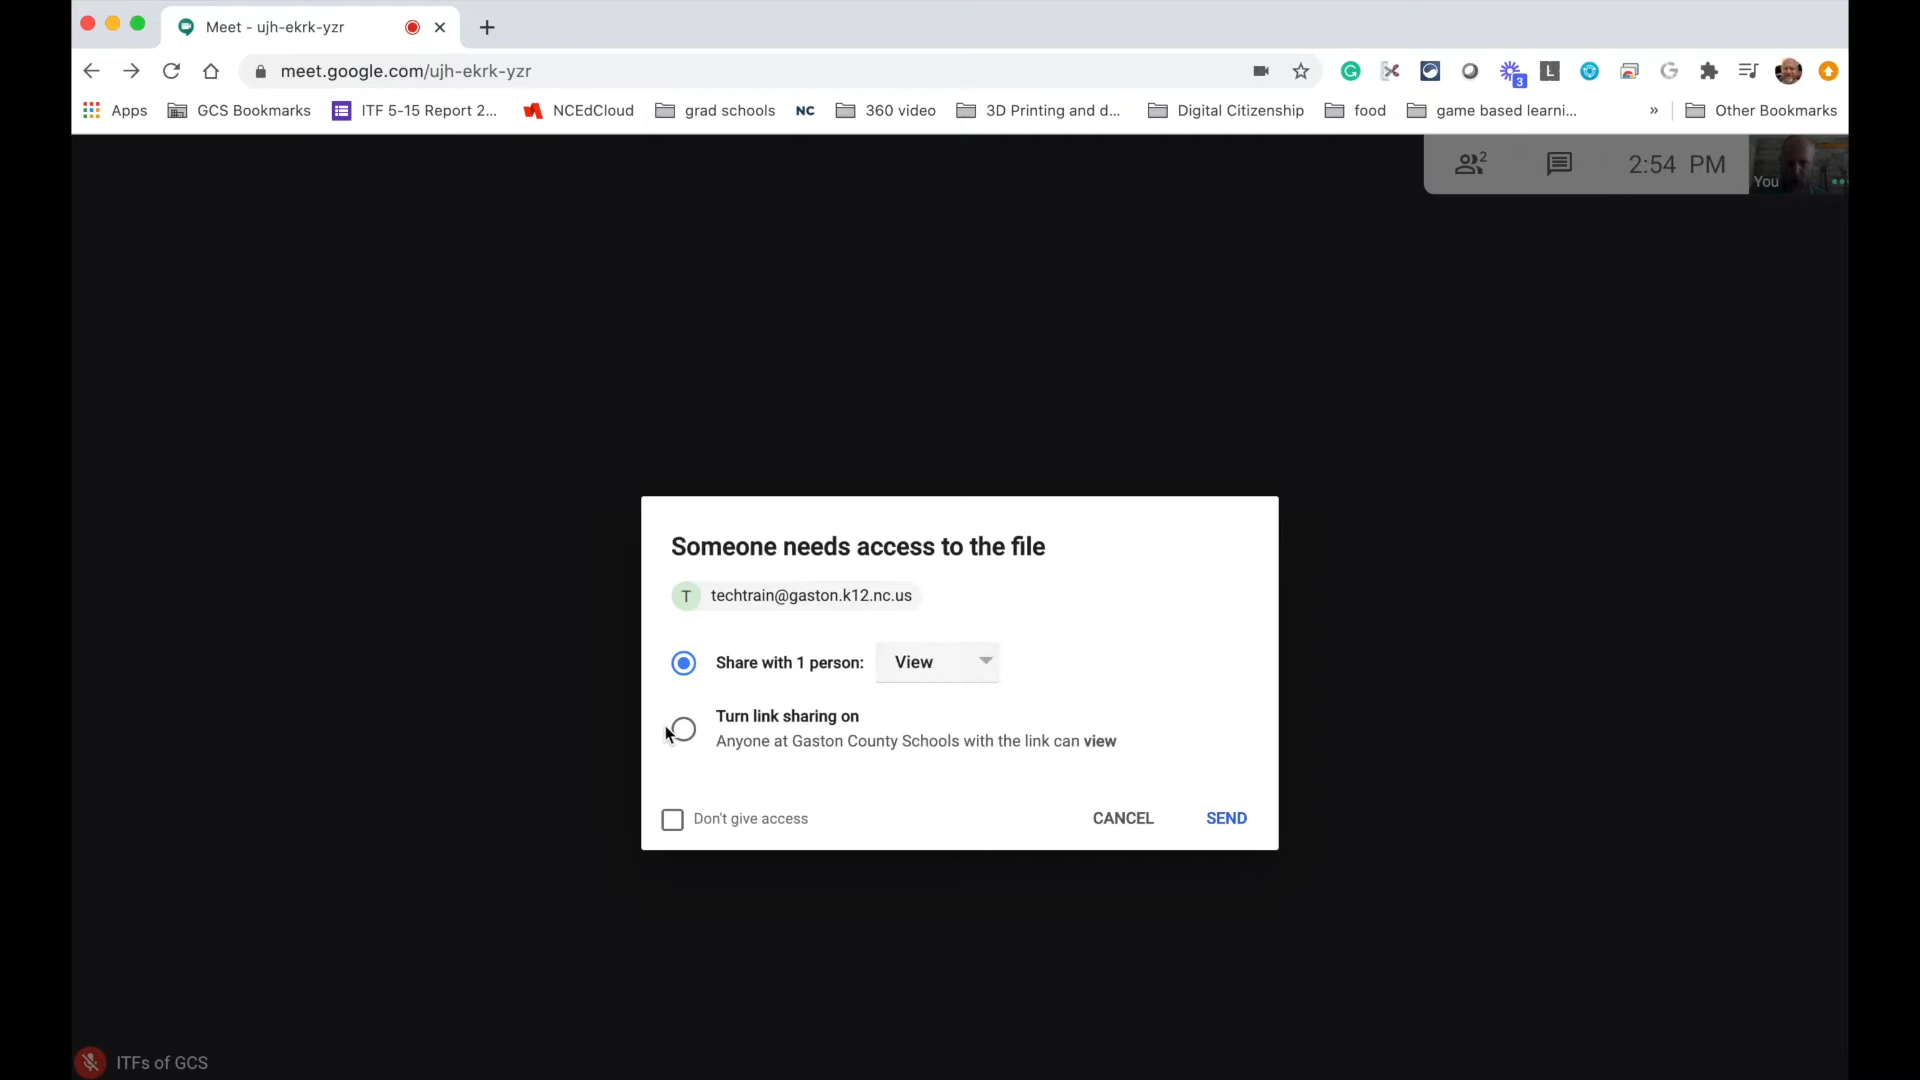 Meet - ujh-ekrk-yzr
meet.google.com/ujh-ekrk-yzr
3
L
Apps
GCS Bookmarks
ITF 5-15 Report 2...
NCEdCloud
grad schools
NC
360 video
3D Printing and d...
Digital Citizenship
food
game based learni...
»
Other Bookmarks
2
2:54 PM
You
Someone needs access to the file
T
techtrain@gaston.k12.nc.us
Share with 1 person:
View
Turn link sharing on
Anyone at Gaston County Schools with the link can view
Don't give access
CANCEL
SEND
ITFs of GCS